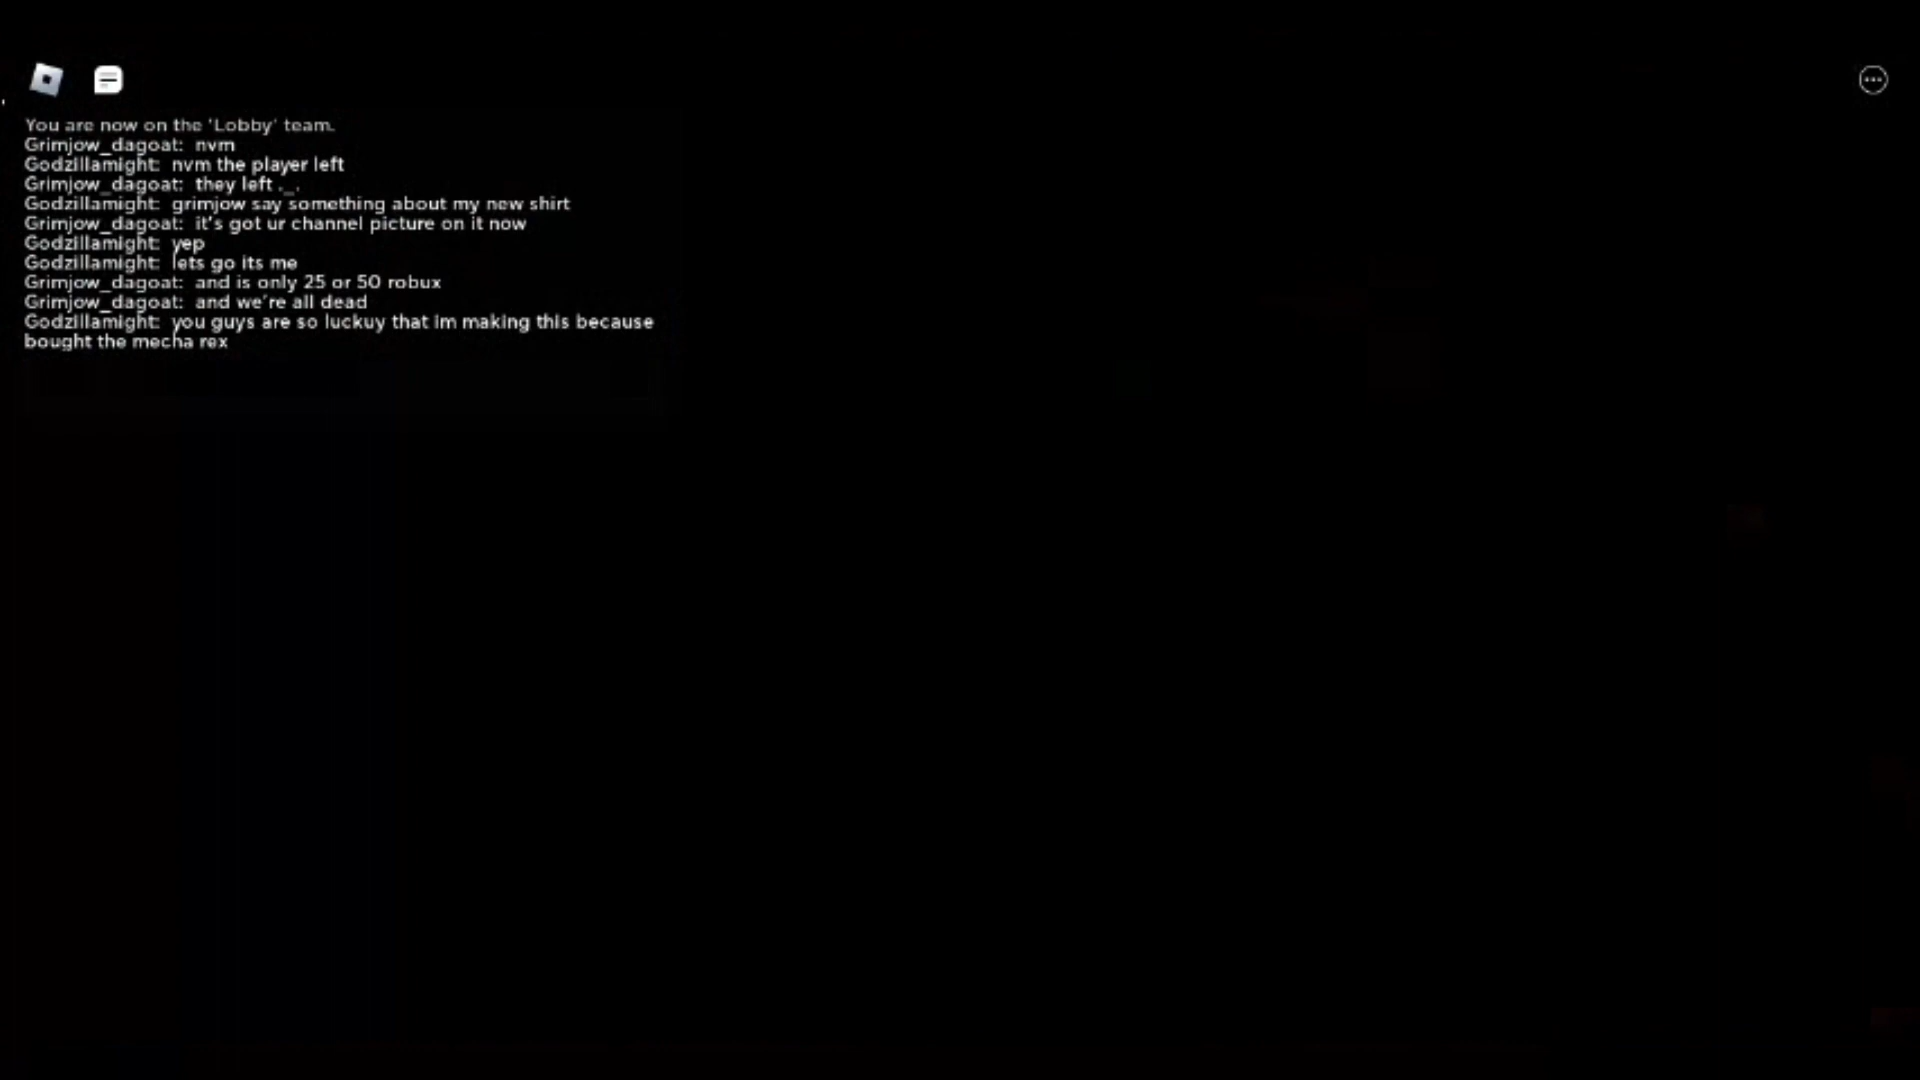 You are now on the 'Lobby' team.
Grimjow_dagoat: nvm
Godzillamight: nvm the player left
Grimjow_dagoat: they left ._.
Godzillamight: grimjow say something about my new shirt
Grimjow_dagoat: it's got ur channel picture on it now
Godzillamight: yep
Godzillamight: lets go its me
Grimjow_dagoat: and is only 25 or 50 robux
Grimjow_dagoat: and we're all dead
Godzillamight: you guys are so luckuy that im making this because
bought the mecha rex